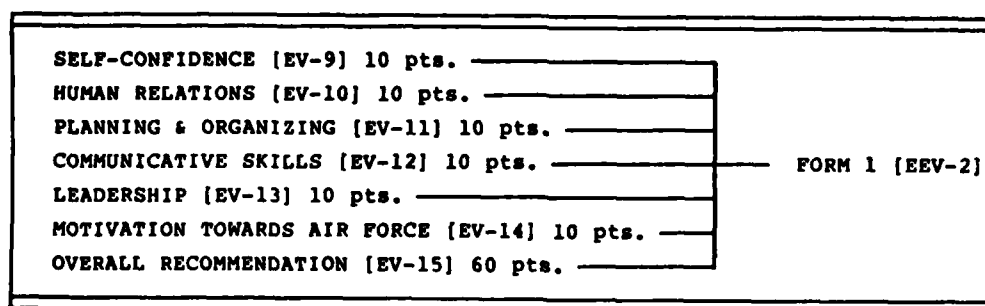 SELF-CONFIDENCE [EV-9] 10 pts.
HUMAN RELATIONS [EV-10] 10 pts.
PLANNING & ORGANIZING [EV-11] 10 pts.
COMMUNICATIVE SKILLS [EV-12] 10 pts. FORM 1 [EEV-2]
LEADERSHIP [EV-13] 10 pts.
MOTIVATION TOWARDS AIR FORCE [EV-14] 10 pts.
OVERALL RECOMMENDATION [EV-15] 60 pts.